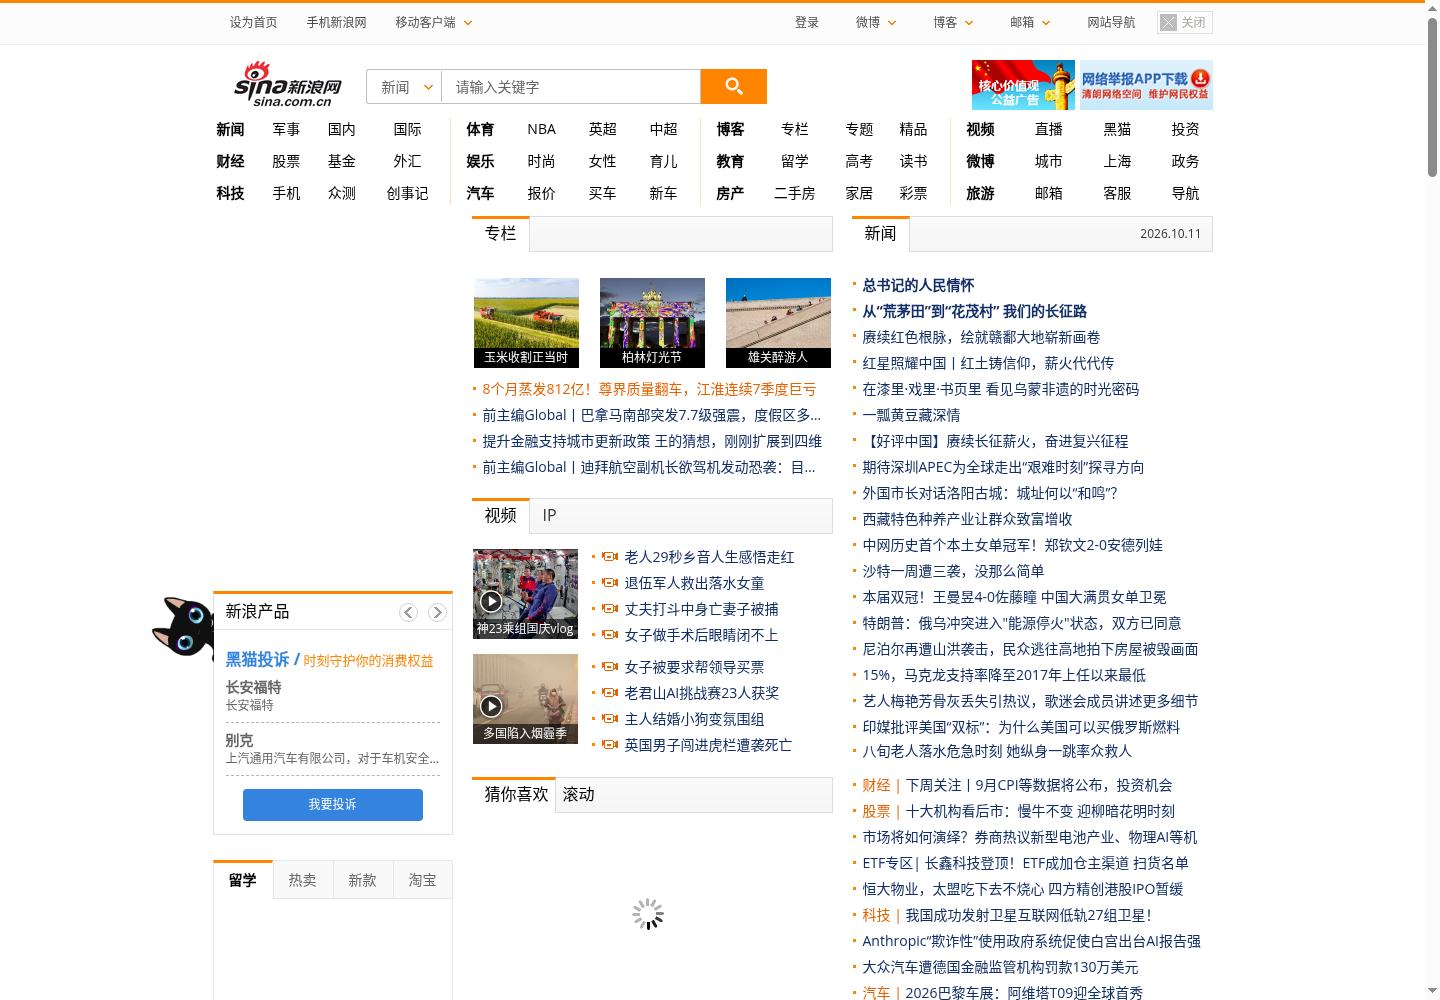 设为首页 手机新浪网 移动客户端 登录 微博 博客 邮箱 网站导航 关闭
sina新浪网
sina.com.cn
新闻 请输入关键字
核心价值观
公益广告
网络举报APP下载
清朗网络空间 维护网民权益
新闻 军事 国内 国际 体育 NBA 英超 中超 博客 专栏 专题 精品 视频 直播 黑猫 投资
财经 股票 基金 外汇 娱乐 时尚 女性 育儿 教育 留学 高考 读书 微博 城市 上海 政务
科技 手机 众测 创事记 汽车 报价 买车 新车 房产 二手房 家居 彩票 旅游 邮箱 客服 导航
新浪产品
黑猫投诉 / 时刻守护你的消费权益
长安福特
长安福特
别克
上汽通用汽车有限公司，对于车机安全...
我要投诉
留学 热卖 新款 淘宝
专栏
玉米收割正当时 柏林灯光节 雄关醉游人
8个月蒸发812亿！尊界质量翻车，江淮连续7季度巨亏
前主编Global丨巴拿马南部突发7.7级强震，度假区多...
提升金融支持城市更新政策 王的猜想，刚刚扩展到四维
前主编Global丨迪拜航空副机长欲驾机发动恐袭：目...
视频 IP
神23乘组国庆vlog
老人29秒乡音人生感悟走红
退伍军人救出落水女童
丈夫打斗中身亡妻子被捕
女子做手术后眼睛闭不上
多国陷入烟霾季
女子被要求帮领导买票
老君山AI挑战赛23人获奖
主人结婚小狗变氛围组
英国男子闯进虎栏遭袭死亡
猜你喜欢 滚动
新闻 2026.10.11
总书记的人民情怀
从“荒茅田”到“花茂村” 我们的长征路
赓续红色根脉，绘就赣鄱大地崭新画卷
红星照耀中国丨红土铸信仰，薪火代代传
在漆里·戏里·书页里 看见乌蒙非遗的时光密码
一瓢黄豆藏深情
【好评中国】赓续长征薪火，奋进复兴征程
期待深圳APEC为全球走出“艰难时刻”探寻方向
外国市长对话洛阳古城：城址何以“和鸣”？
西藏特色种养产业让群众致富增收
中网历史首个本土女单冠军！郑钦文2-0安德列娃
沙特一周遭三袭，没那么简单
本届双冠！王曼昱4-0佐藤瞳 中国大满贯女单卫冕
特朗普：俄乌冲突进入"能源停火"状态，双方已同意
尼泊尔再遭山洪袭击，民众逃往高地拍下房屋被毁画面
15%，马克龙支持率降至2017年上任以来最低
艺人梅艳芳骨灰丢失引热议，歌迷会成员讲述更多细节
印媒批评美国“双标”：为什么美国可以买俄罗斯燃料
八旬老人落水危急时刻 她纵身一跳率众救人
财经 | 下周关注丨9月CPI等数据将公布，投资机会
股票 | 十大机构看后市：慢牛不变 迎柳暗花明时刻
市场将如何演绎？券商热议新型电池产业、物理AI等机
ETF专区| 长鑫科技登顶！ETF成加仓主渠道 扫货名单
恒大物业，太盟吃下去不烧心 四方精创港股IPO暂缓
科技 | 我国成功发射卫星互联网低轨27组卫星！
Anthropic“欺诈性”使用政府系统促使白宫出台AI报告强
大众汽车遭德国金融监管机构罚款130万美元
汽车 | 2026巴黎车展：阿维塔T09迎全球首秀